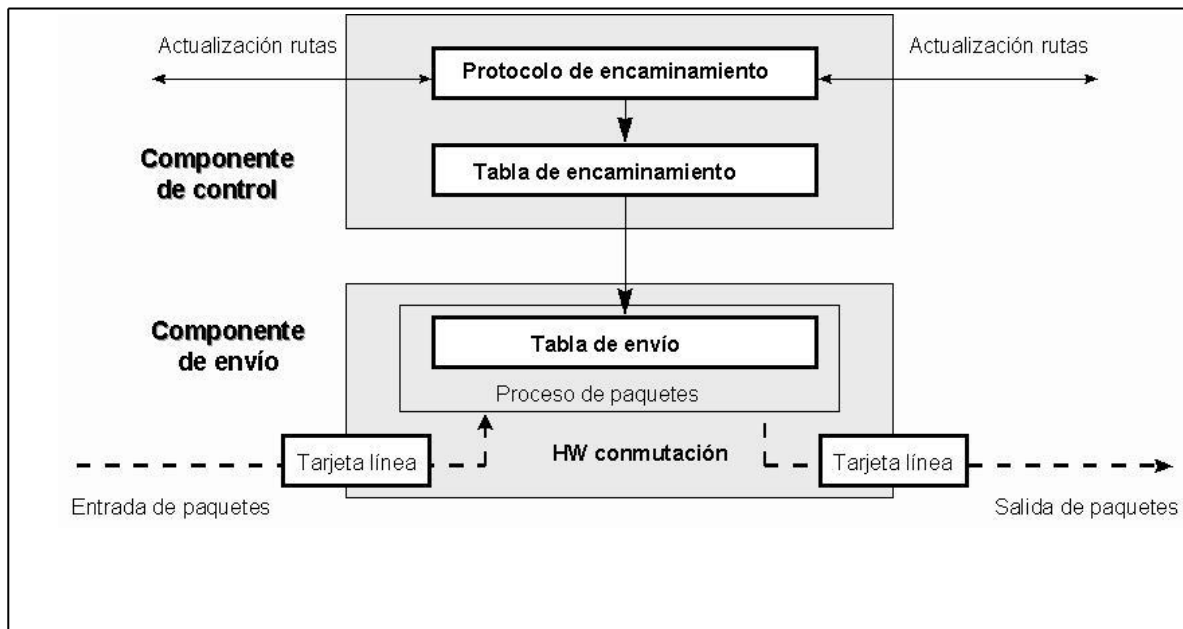 Actualización rutas
Actualización rutas
Protocolo de encaminamiento
Componente
de control
Tabla de encaminamiento
Componente
de envío
Tabla de envío
Proceso de paquetes
Tarjeta línea
HW conmutación
Tarjeta línea
Entrada de paquetes
Salida de paquetes